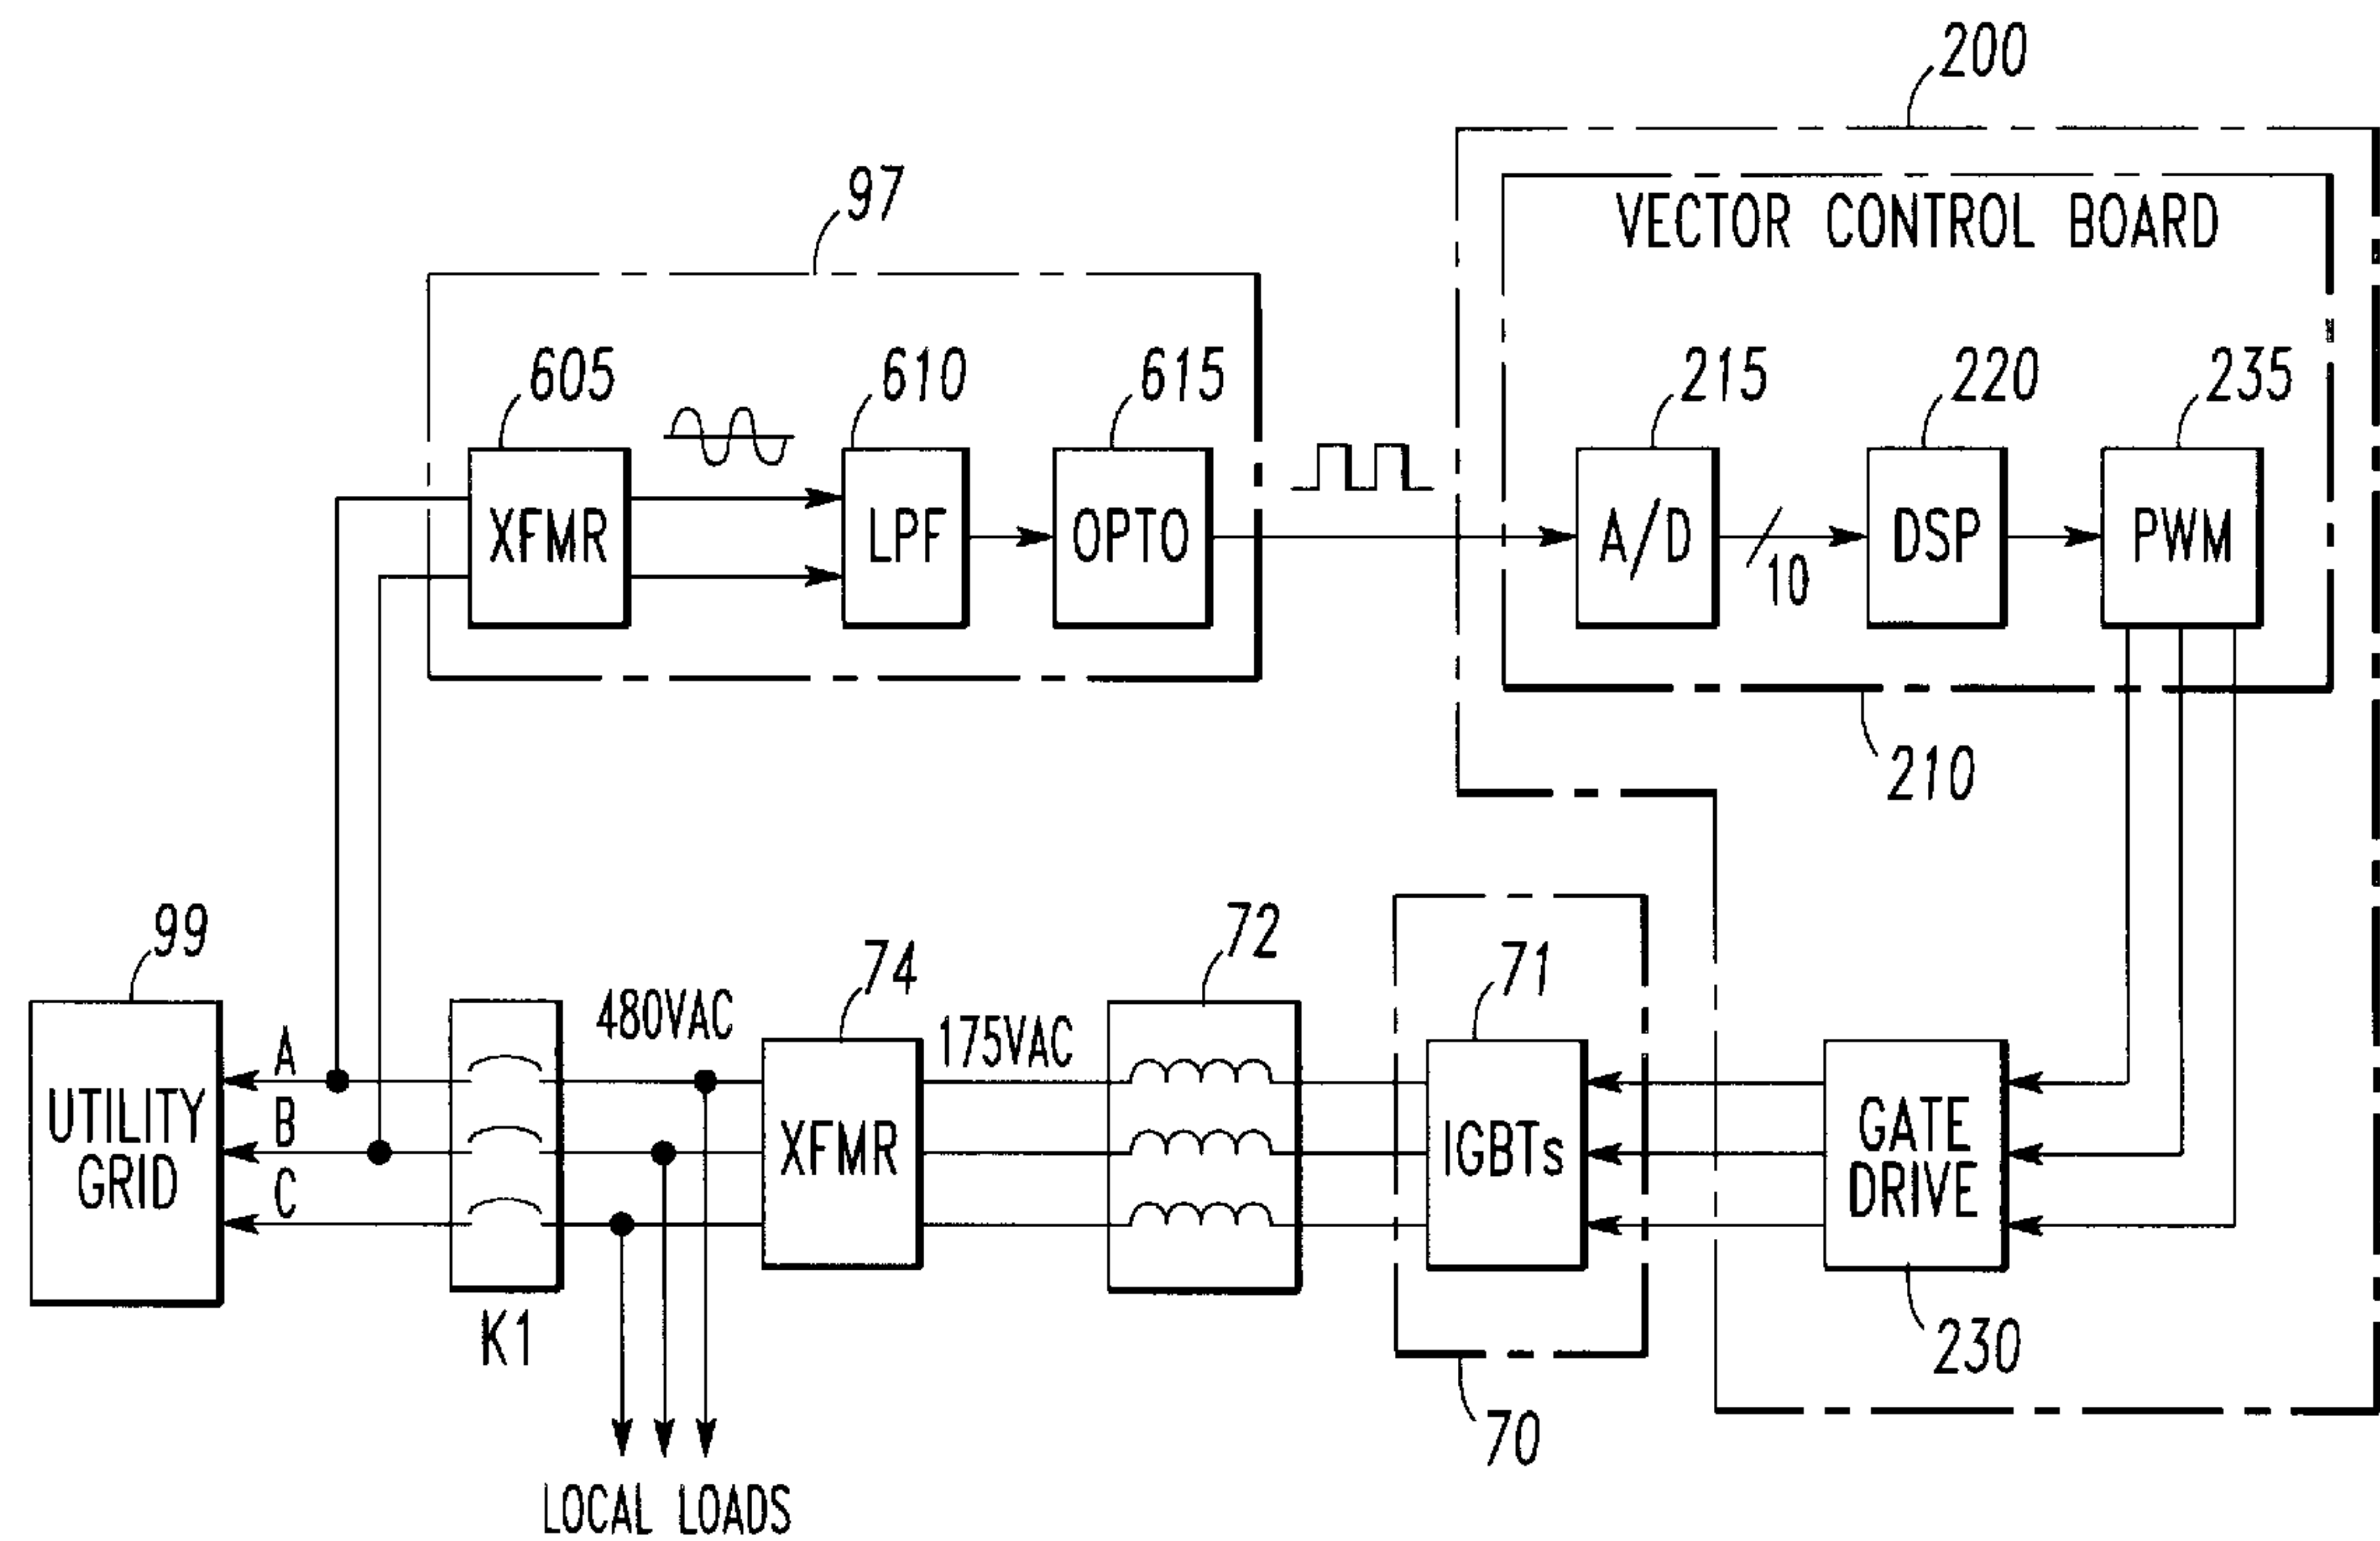 200
97
VECTOR CONTROL BOARD
605
610
615
215
220
235
XFMR
LPF
OPTO
A/D
10
DSP
PWM
210
99
74
72
71
480VAC
175VAC
A
B
C
UTILITY
GRID
XFMR
IGBTs
GATE
DRIVE
K1
230
70
LOCAL LOADS